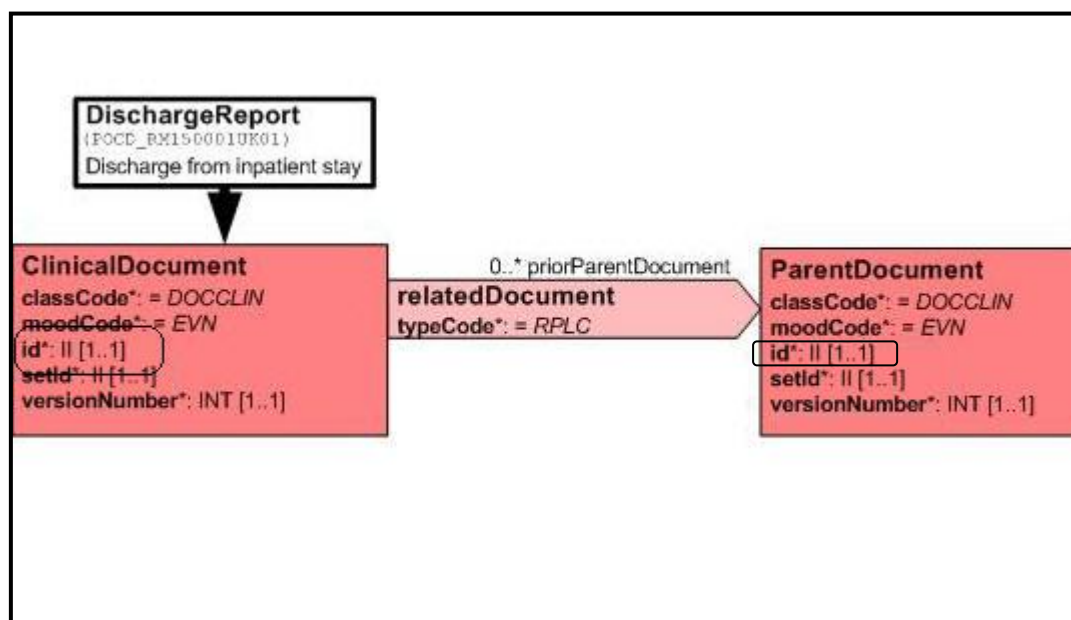 DischargeReport
(POCD_RM150001UK01)
Discharge from inpatient stay
ClinicalDocument
classCode*: = DOCCLIN
moodCode*: = EVN
id*: II [1..1]
setId*: II [1..1]
versionNumber*: INT [1..1]
0..* priorParentDocument
relatedDocument
typeCode*: = RPLC
ParentDocument
classCode*: = DOCCLIN
moodCode*: = EVN
id*: II [1..1]
setId*: II [1..1]
versionNumber*: INT [1..1]